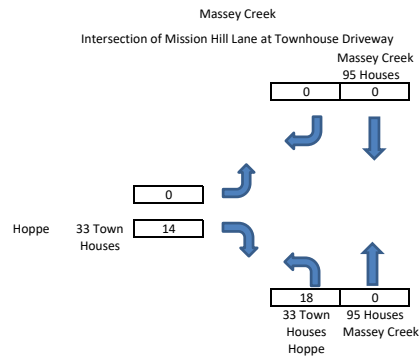 Massey Creek
Intersection of Mission Hill Lane at Townhouse Driveway
Massey Creek
95 Houses
0 0
0
Hoppe 33 Town 14
Houses
18 0
33 Town 95 Houses
Houses Massey Creek
Hoppe